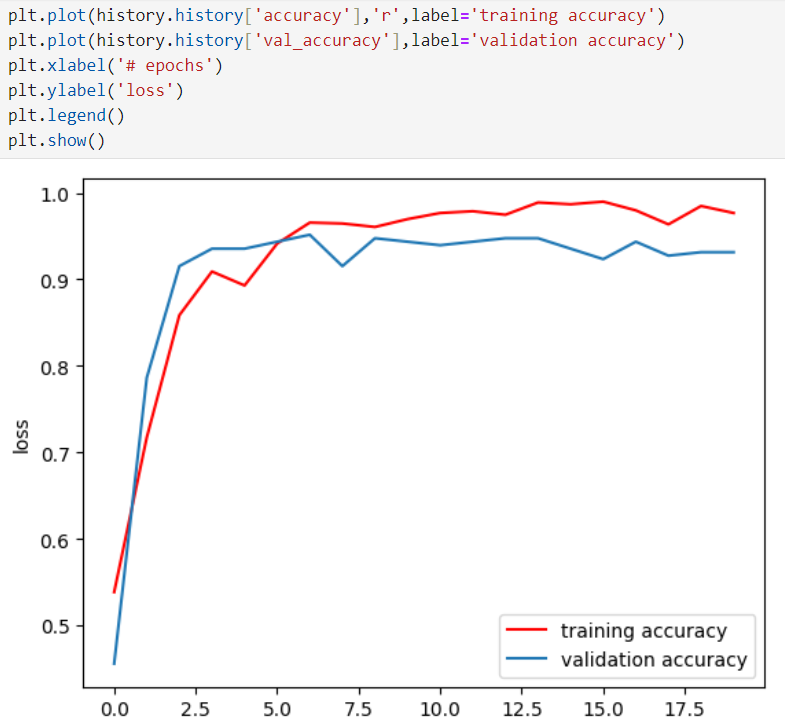 plt.plot(history.history['accuracy'],'r',label='training accuracy')
plt.plot(history.history['val_accuracy'],label='validation accuracy')
plt.xlabel('# epochs')
plt.ylabel('loss')
plt.legend()
plt.show()
1.0
0.9
0.8
0.7
0.6
0.5
loss
training accuracy
validation accuracy
0.0 2.5 5.0 7.5 10.0 12.5 15.0 17.5